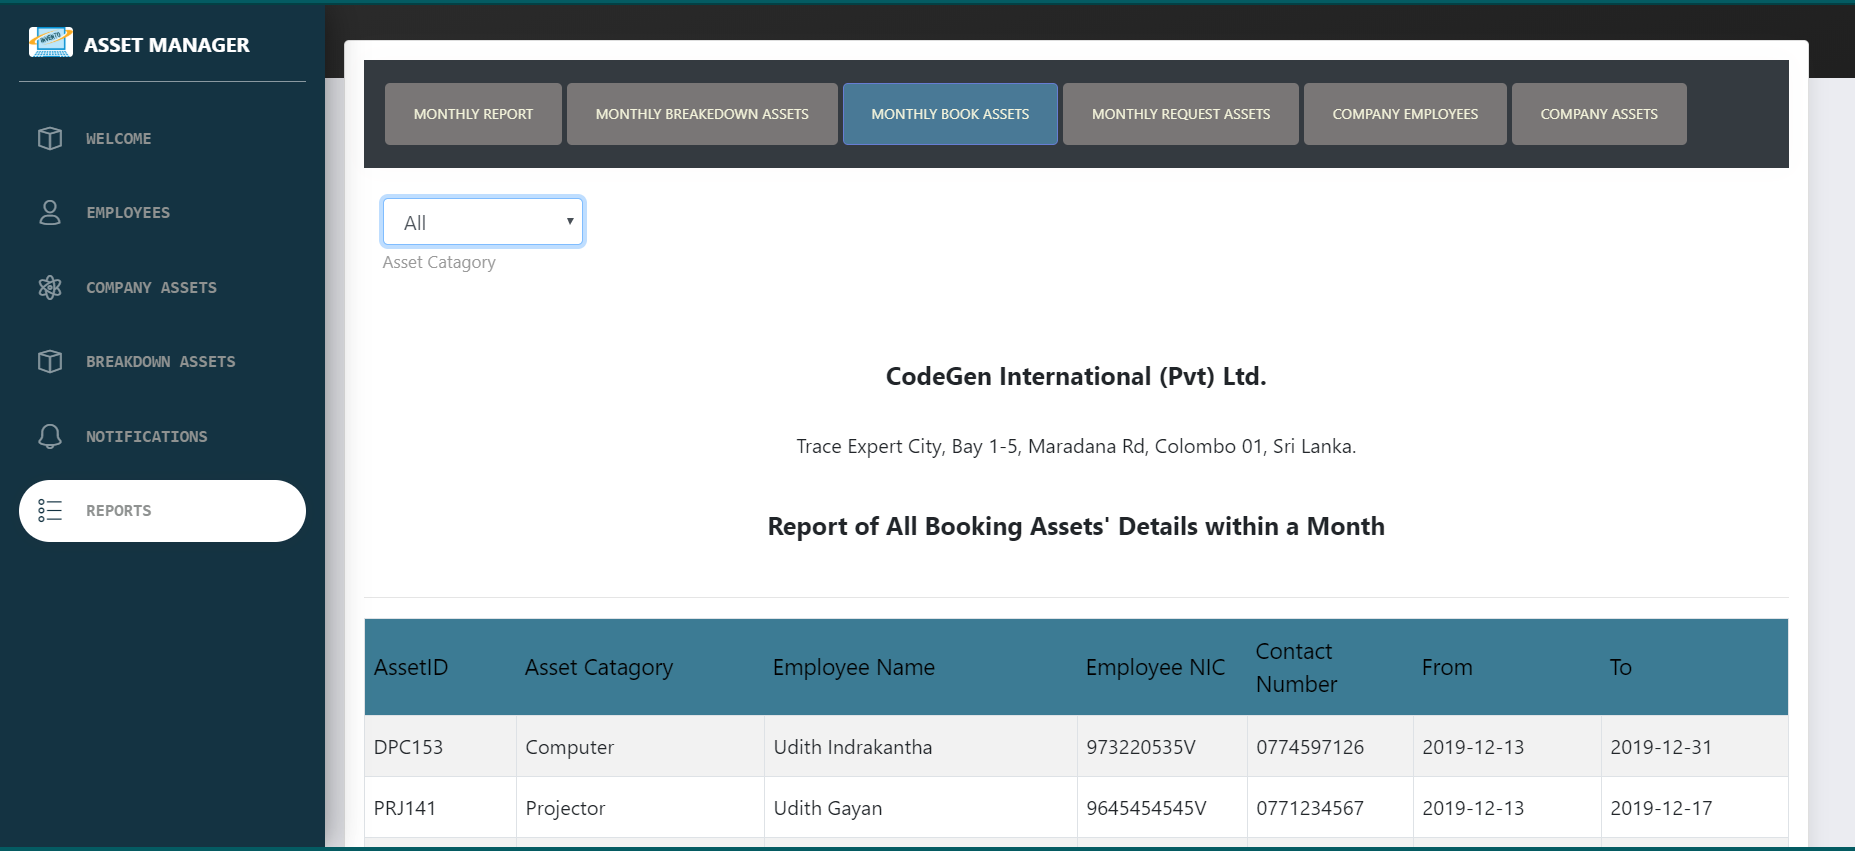 INVENTO
ASSET MANAGER
WELCOME
EMPLOYEES
COMPANY ASSETS
BREAKDOWN ASSETS
NOTIFICATIONS
REPORTS
MONTHLY REPORT MONTHLY BREAKEDOWN ASSETS MONTHLY BOOK ASSETS MONTHLY REQUEST ASSETS COMPANY EMPLOYEES COMPANY ASSETS
All
Asset Catagory
CodeGen International (Pvt) Ltd.
Trace Expert City, Bay 1-5, Maradana Rd, Colombo 01, Sri Lanka.
Report of All Booking Assets' Details within a Month
AssetID Asset Catagory Employee Name Employee NIC Contact Number From To
DPC153 Computer Udith Indrakantha 973220535V 0774597126 2019-12-13 2019-12-31
PRJ141 Projector Udith Gayan 9645454545V 0771234567 2019-12-13 2019-12-17